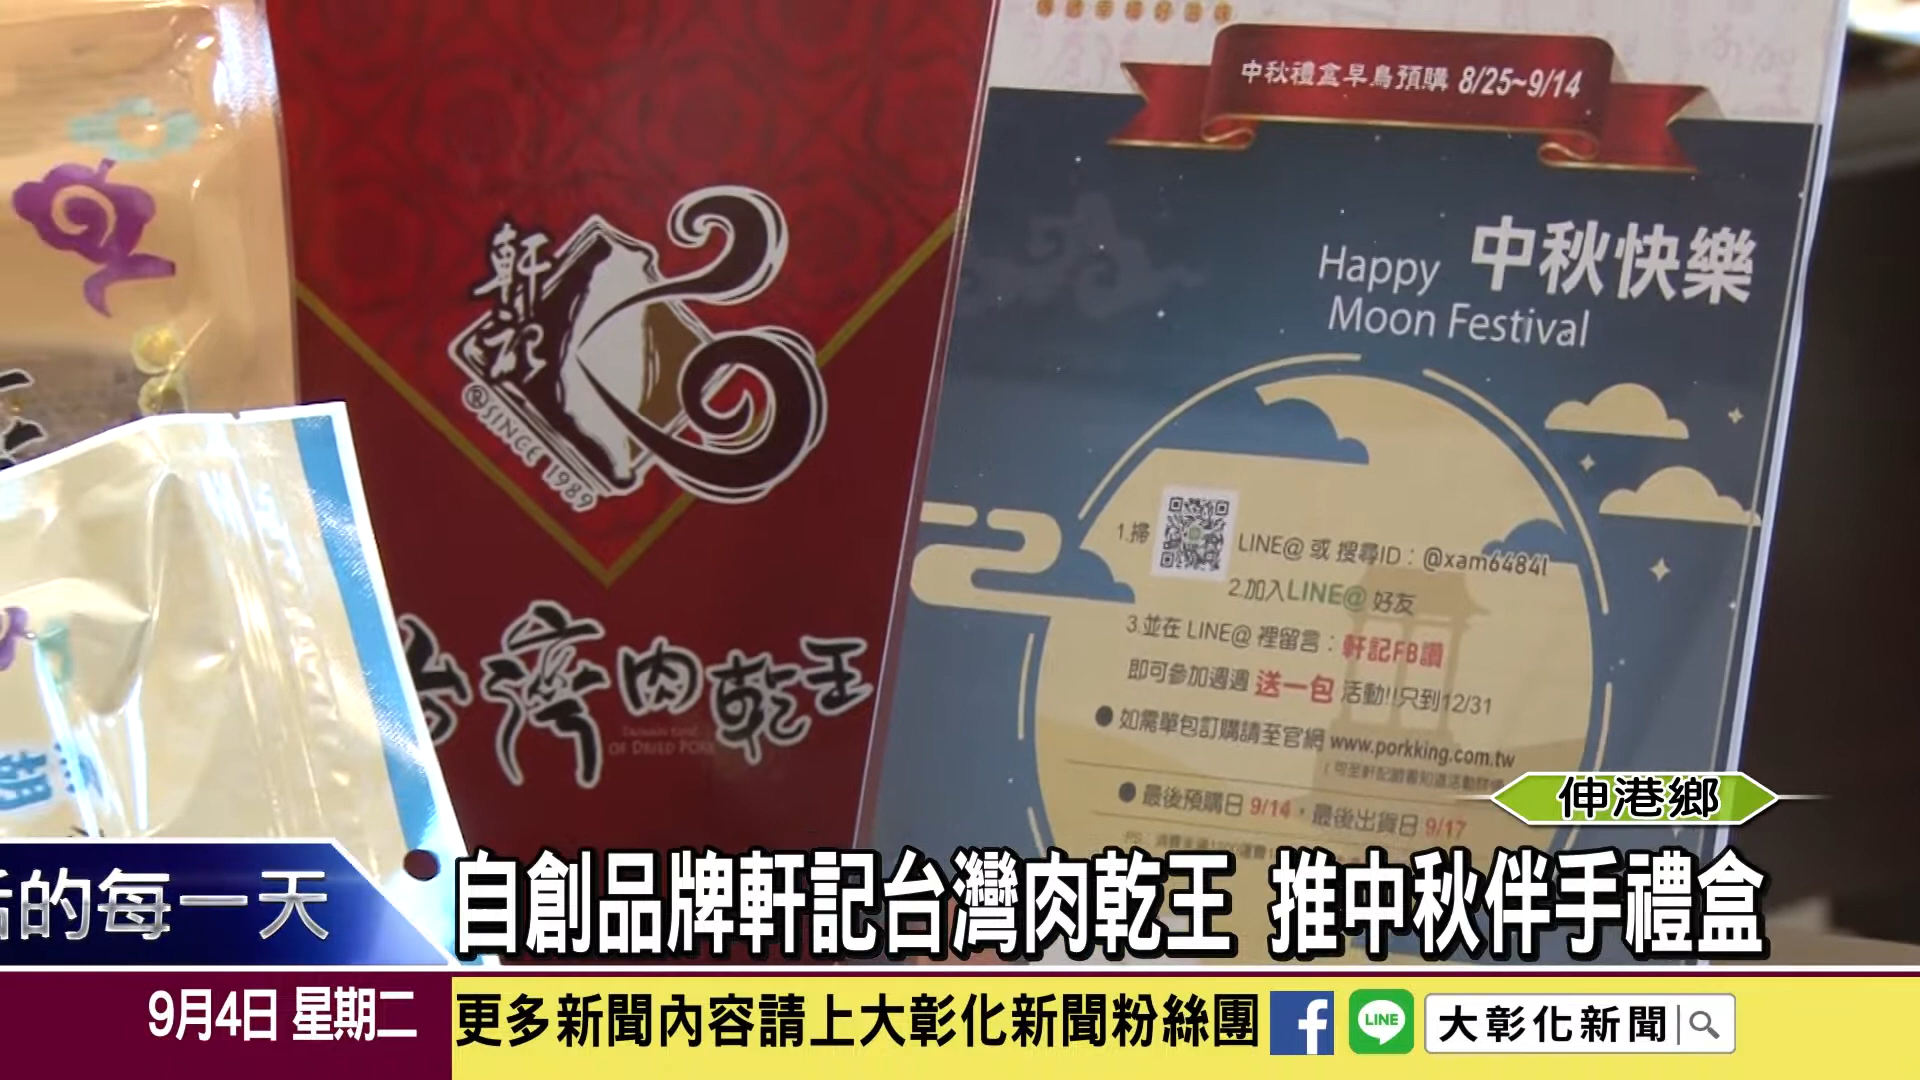 中秋禮盒早鳥預購 8/25~9/14
中秋快樂
Happy
Moon Festival
軒記
®SINCE 1989
台灣肉乾王
OF DRIED PORK
1.掃 LINE@ 或 搜尋ID：@xam6484l
2.加入LINE@ 好友
3.並在 LINE@ 裡留言：軒記FB讚
即可參加週週 送一包 活動!!只到12/31
●如需單包訂購請至官網 www.porkking.com.tw
●最後預購日 9/14，最後出貨日 9/17
伸港鄉
的每一天
自創品牌軒記台灣肉乾王 推中秋伴手禮盒
9月4日 星期二
更多新聞內容請上大彰化新聞粉絲團
LINE
大彰化新聞